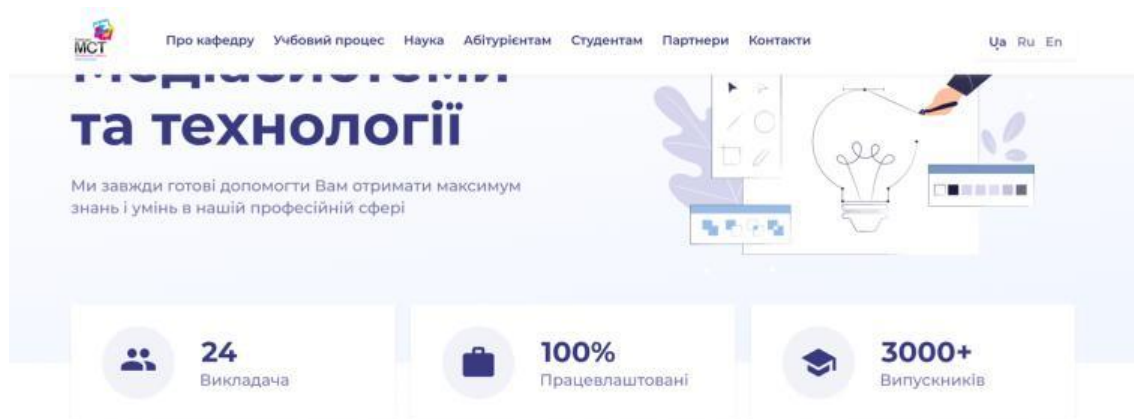 МСТ
Про кафедру Учбовий процес Наука Абітурієнтам Студентам Партнери Контакти Ua Ru En
Медіасистеми
та технології
Ми завжди готові допомогти Вам отримати максимум
знань і умінь в нашій професійній сфері
24
Викладача
100%
Працевлаштовані
3000+
Випускників